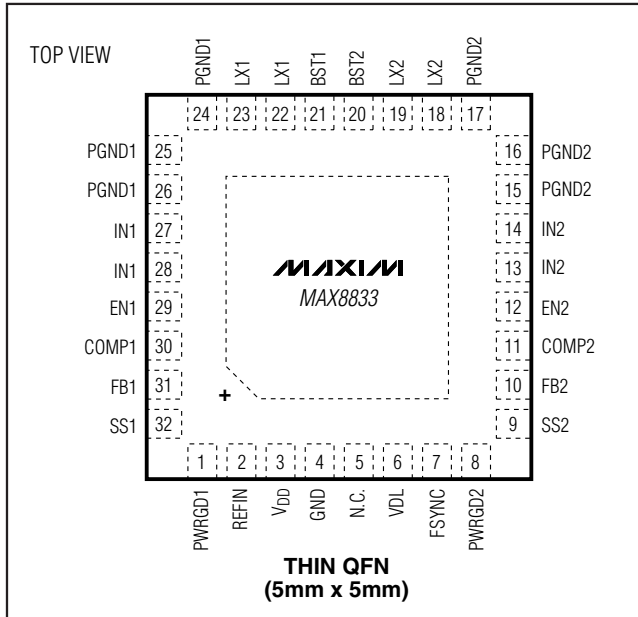 TOP VIEW
PGND1 LX1 LX1 BST1 BST2 LX2 LX2 PGND2
24 23 22 21 20 19 18 17
PGND1 25 16 PGND2
PGND1 26 15 PGND2
IN1 27 14 IN2
IN1 28 13 IN2
EN1 29 12 EN2
COMP1 30 11 COMP2
FB1 31 10 FB2
SS1 32 9 SS2
MAXIM
MAX8833
+
1 2 3 4 5 6 7 8
PWRGD1 REFIN VDD GND N.C. VDL FSYNC PWRGD2
THIN QFN
(5mm x 5mm)